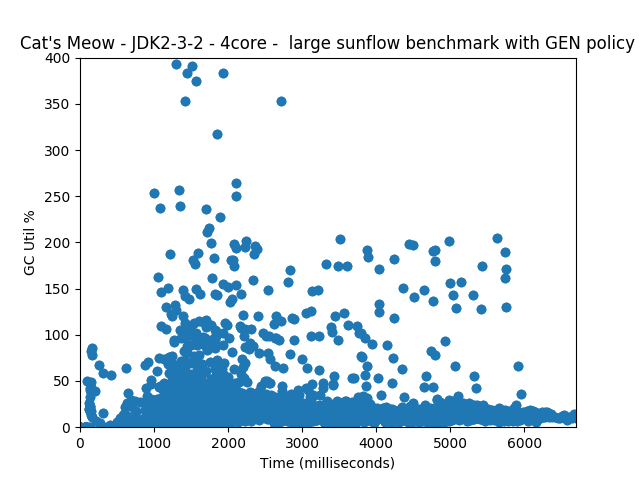 Cat's Meow - JDK2-3-2 - 4core -  large sunflow benchmark with GEN policy
400
350
300
250
200
150
100
50
0
GC Util %
0 1000 2000 3000 4000 5000 6000
Time (milliseconds)